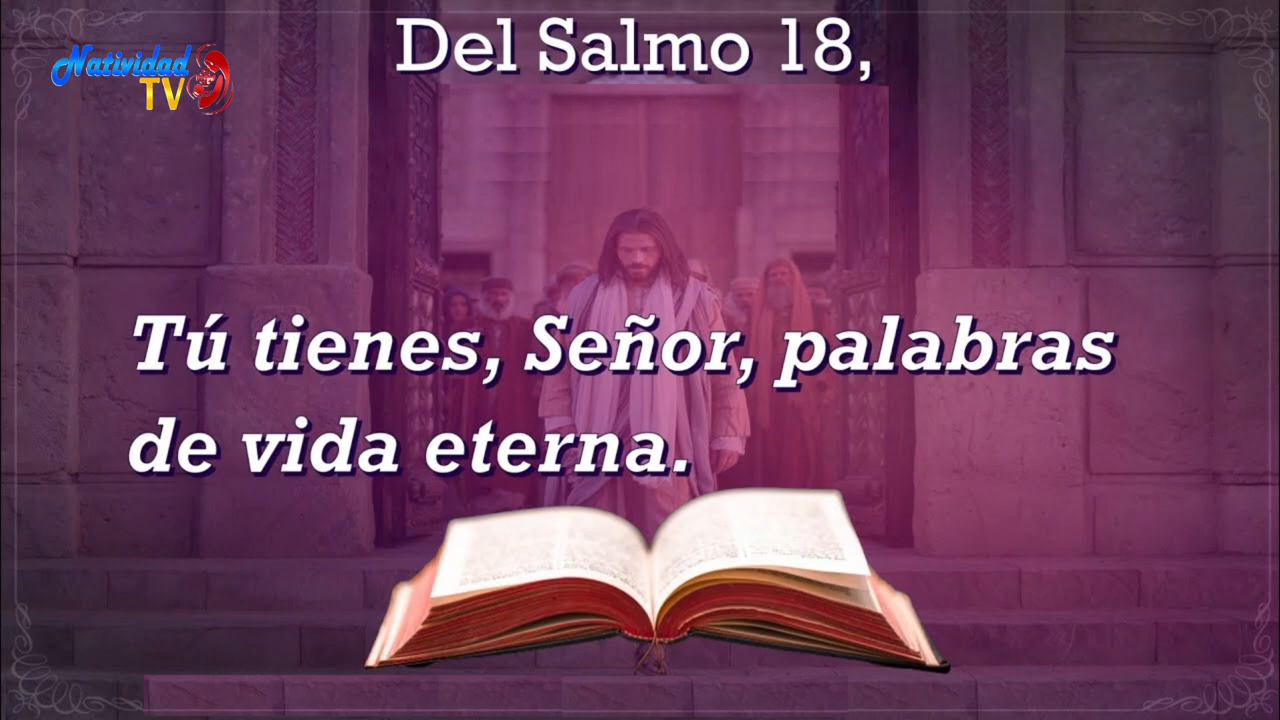 Del Salmo 18,
Natividad
TV
Tú tienes, Señor, palabras
de vida eterna.